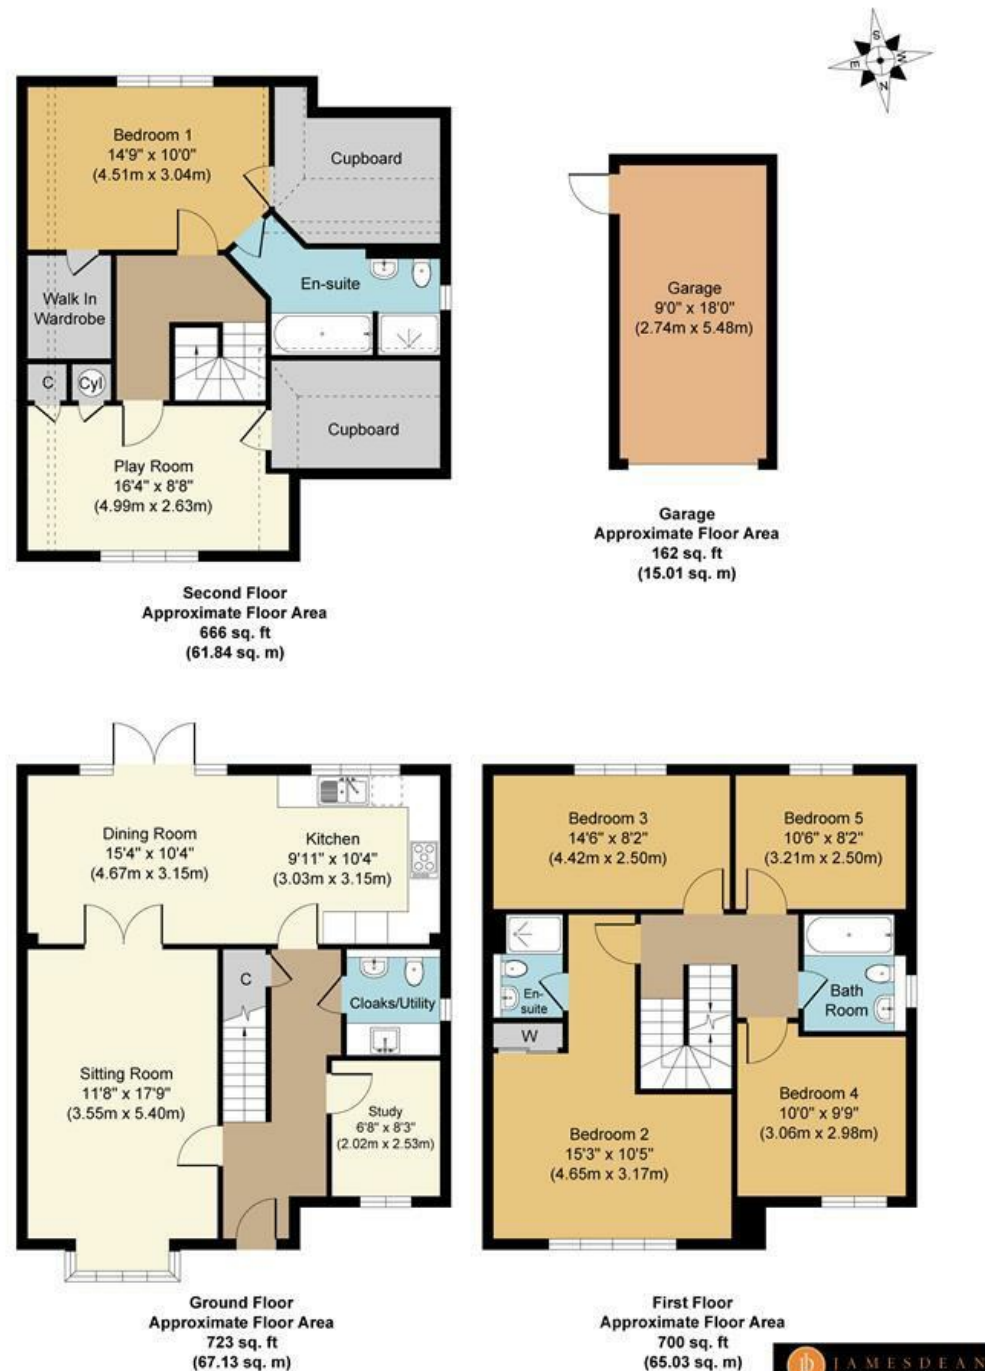 S
E
W
N
Bedroom 1
14'9" x 10'0"
(4.51m x 3.04m)
Cupboard
En-suite
Walk In
Wardrobe
C
Cyl
Cupboard
Play Room
16'4" x 8'8"
(4.99m x 2.63m)
Second Floor
Approximate Floor Area
666 sq. ft
(61.84 sq. m)
Garage
9'0" x 18'0"
(2.74m x 5.48m)
Garage
Approximate Floor Area
162 sq. ft
(15.01 sq. m)
Dining Room
15'4" x 10'4"
(4.67m x 3.15m)
Kitchen
9'11" x 10'4"
(3.03m x 3.15m)
C
Cloaks/Utility
Sitting Room
11'8" x 17'9"
(3.55m x 5.40m)
Study
6'8" x 8'3"
(2.02m x 2.53m)
Ground Floor
Approximate Floor Area
723 sq. ft
(67.13 sq. m)
Bedroom 3
14'6" x 8'2"
(4.42m x 2.50m)
Bedroom 5
10'6" x 8'2"
(3.21m x 2.50m)
En-
suite
W
Bath
Room
Bedroom 4
10'0" x 9'9"
(3.06m x 2.98m)
Bedroom 2
15'3" x 10'5"
(4.65m x 3.17m)
First Floor
Approximate Floor Area
700 sq. ft
(65.03 sq. m)
JAMESDEAN